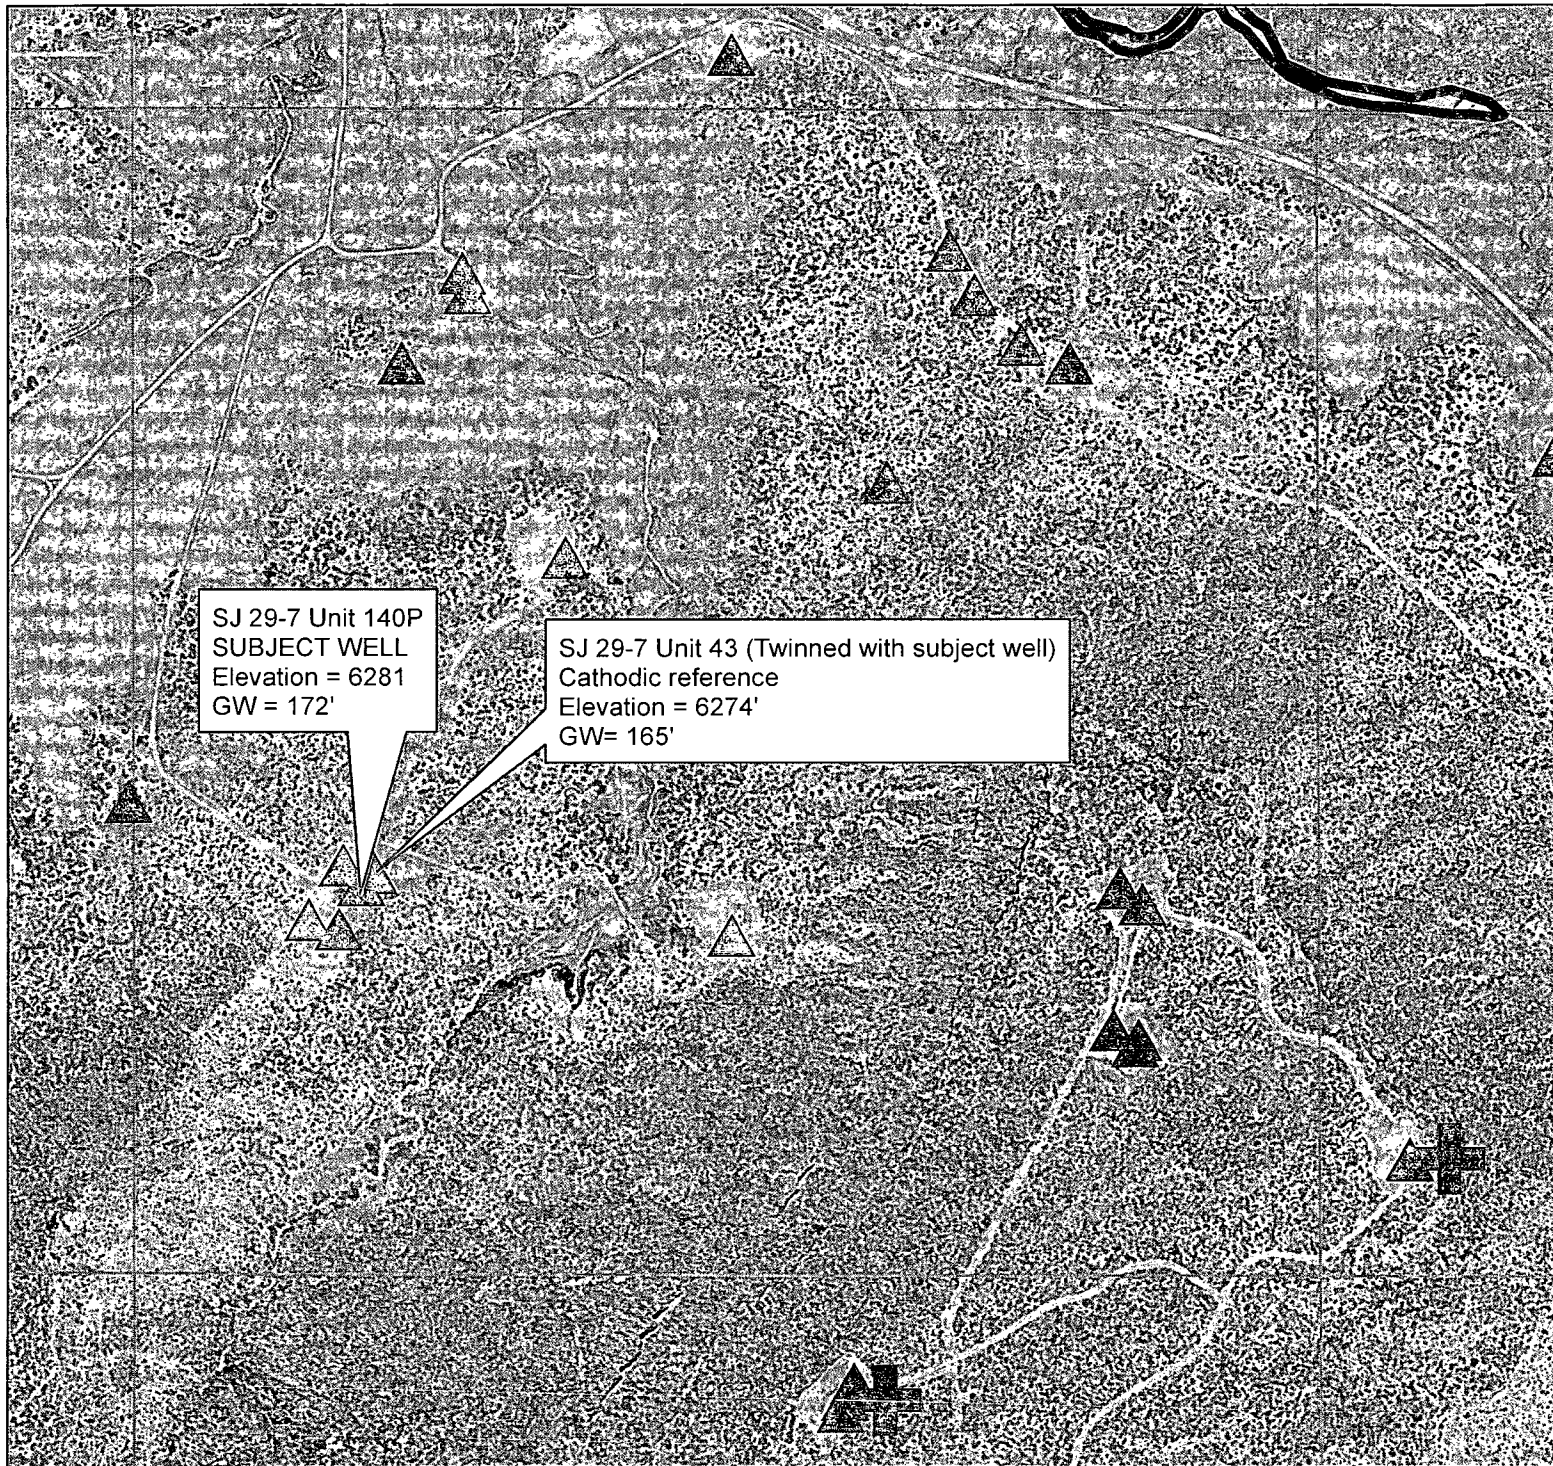 SJ 29-7 Unit 140P
SUBJECT WELL
Elevation = 6281
GW = 172'
SJ 29-7 Unit 43 (Twinned with subject well)
Cathodic reference
Elevation = 6274'
GW= 165'